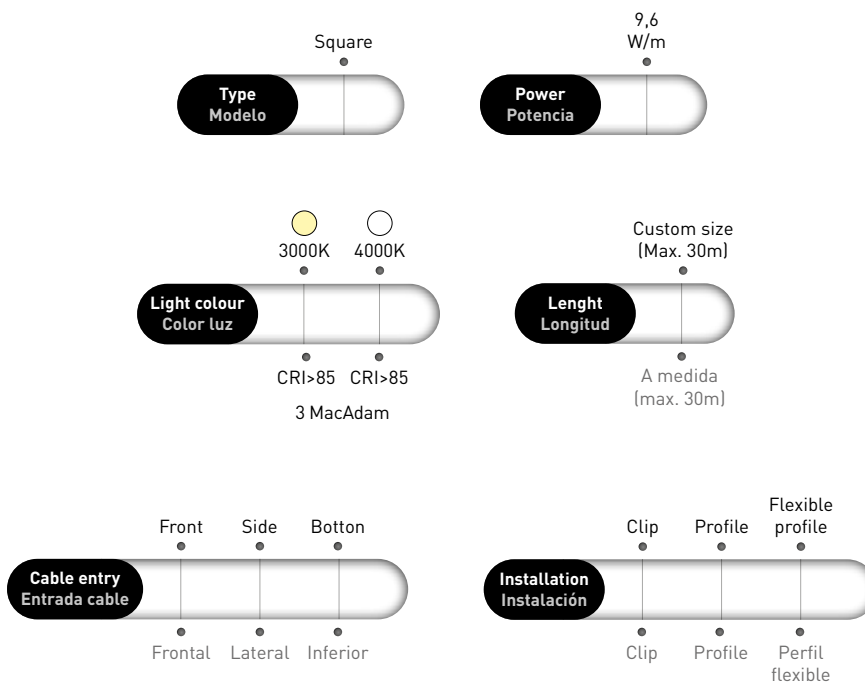 Square
Type
Modelo
9,6
W/m
Power
Potencia
3000K 4000K
Light colour
Color luz
CRI>85 CRI>85
3 MacAdam
Custom size
(Max. 30m)
Lenght
Longitud
A medida
(max. 30m)
Front Side Botton
Cable entry
Entrada cable
Frontal Lateral Inferior
Clip Profile Flexible
profile
Installation
Instalación
Clip Profile Perfil
flexible